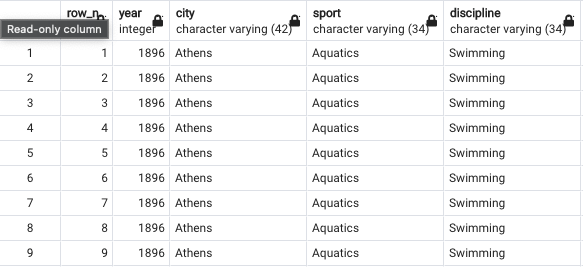 row_n year city sport discipline
Read-only column integer character varying (42) character varying (34) character varying (34)
1 1 1896 Athens Aquatics Swimming
2 2 1896 Athens Aquatics Swimming
3 3 1896 Athens Aquatics Swimming
4 4 1896 Athens Aquatics Swimming
5 5 1896 Athens Aquatics Swimming
6 6 1896 Athens Aquatics Swimming
7 7 1896 Athens Aquatics Swimming
8 8 1896 Athens Aquatics Swimming
9 9 1896 Athens Aquatics Swimming